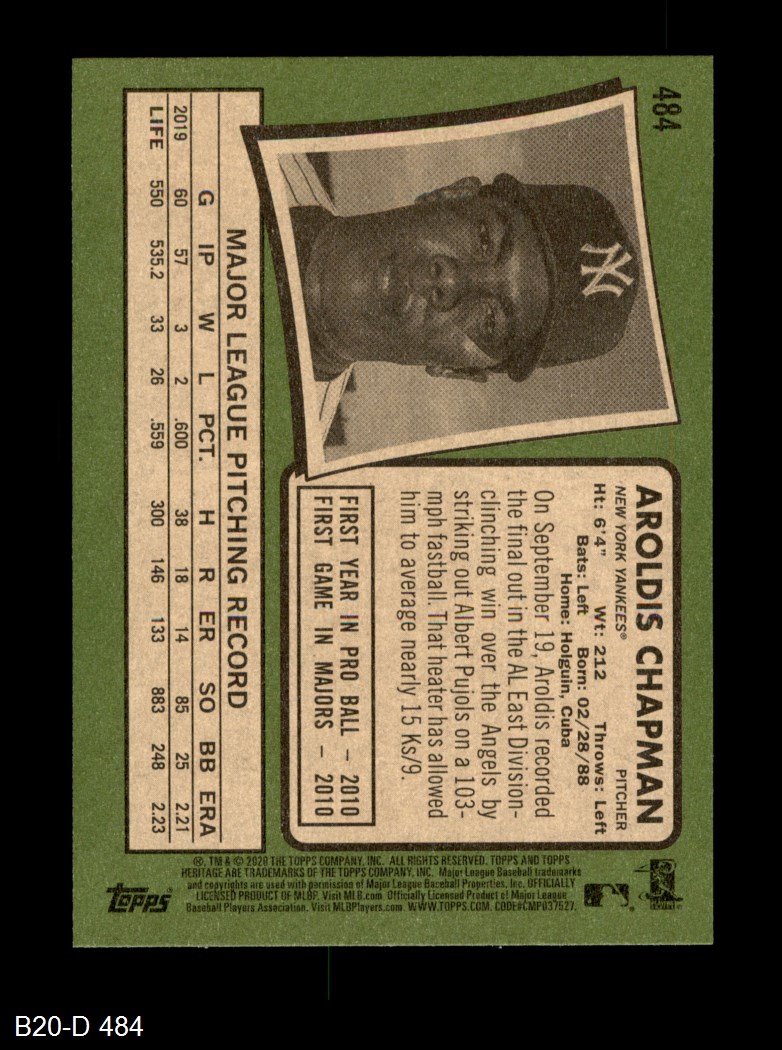 484
AROLDIS CHAPMAN
NEW YORK YANKEES® PITCHER
Ht: 6'4" Wt: 212 Throws: Left
Bats: Left Born: 02/28/88
Home: Holguin, Cuba
On September 19, Aroldis recorded
the final out in the AL East Division-
clinching win over the Angels by
striking out Albert Pujols on a 103-
mph fastball. That heater has allowed
him to average nearly 15 Ks/9.
FIRST YEAR IN PRO BALL – 2010
FIRST GAME IN MAJORS – 2010
NY
MAJOR LEAGUE PITCHING RECORD
G IP W L PCT. H R ER SO BB ERA
2019 60 57 3 2 .600 38 18 14 85 25 2.21
LIFE 550 535.2 33 26 .559 300 146 133 883 248 2.23
®, TM & © 2020 THE TOPPS COMPANY, INC. ALL RIGHTS RESERVED. TOPPS AND TOPPS
HERITAGE ARE TRADEMARKS OF THE TOPPS COMPANY, INC. Major League Baseball trademarks
and copyrights are used with permission of Major League Baseball Properties, Inc. OFFICIALLY
LICENSED PRODUCT OF MLBP. Visit MLB.com. Officially Licensed Product of Major League
Baseball Players Association. Visit MLBPlayers.com. WWW.TOPPS.COM. CODE#CMP037527.
TOPPS®
B20-D 484